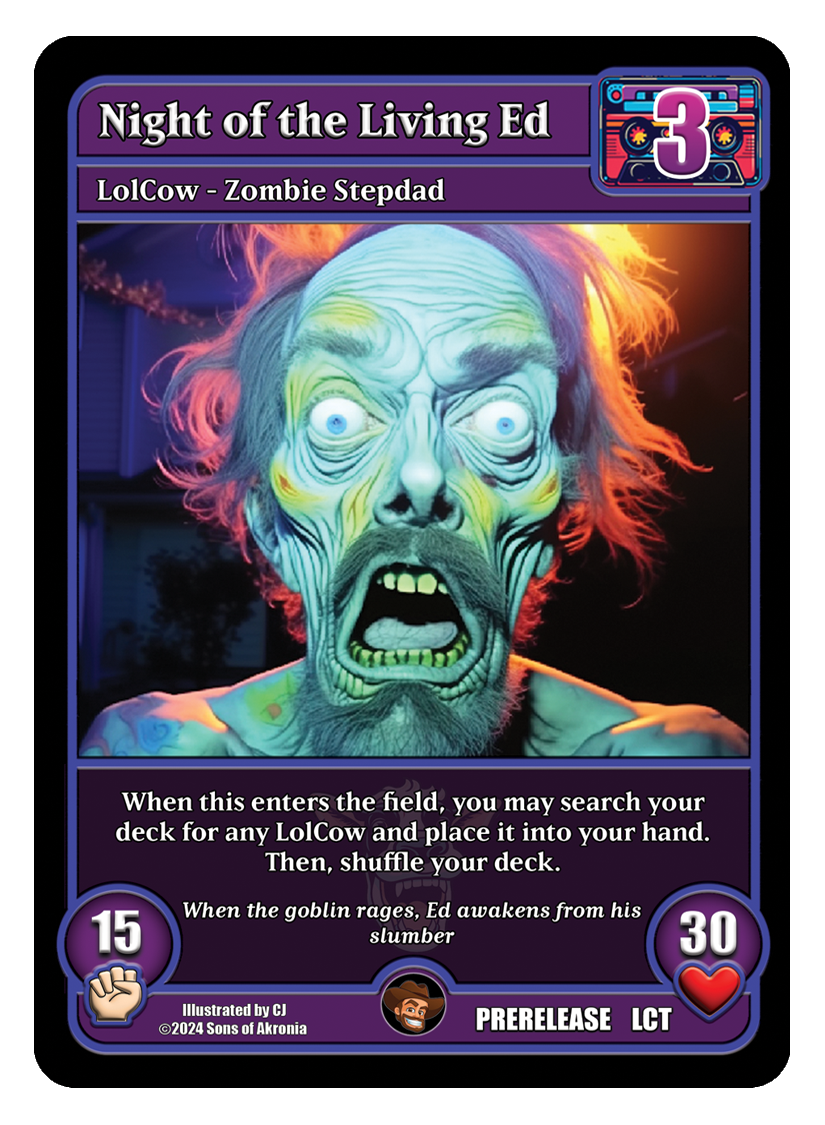 Night of the Living Ed
3
LolCow - Zombie Stepdad
When this enters the field, you may search your
deck for any LolCow and place it into your hand.
Then, shuffle your deck.
When the goblin rages, Ed awakens from his
slumber
15
30
Illustrated by CJ
©2024 Sons of Akronia
PRERELEASE LCT